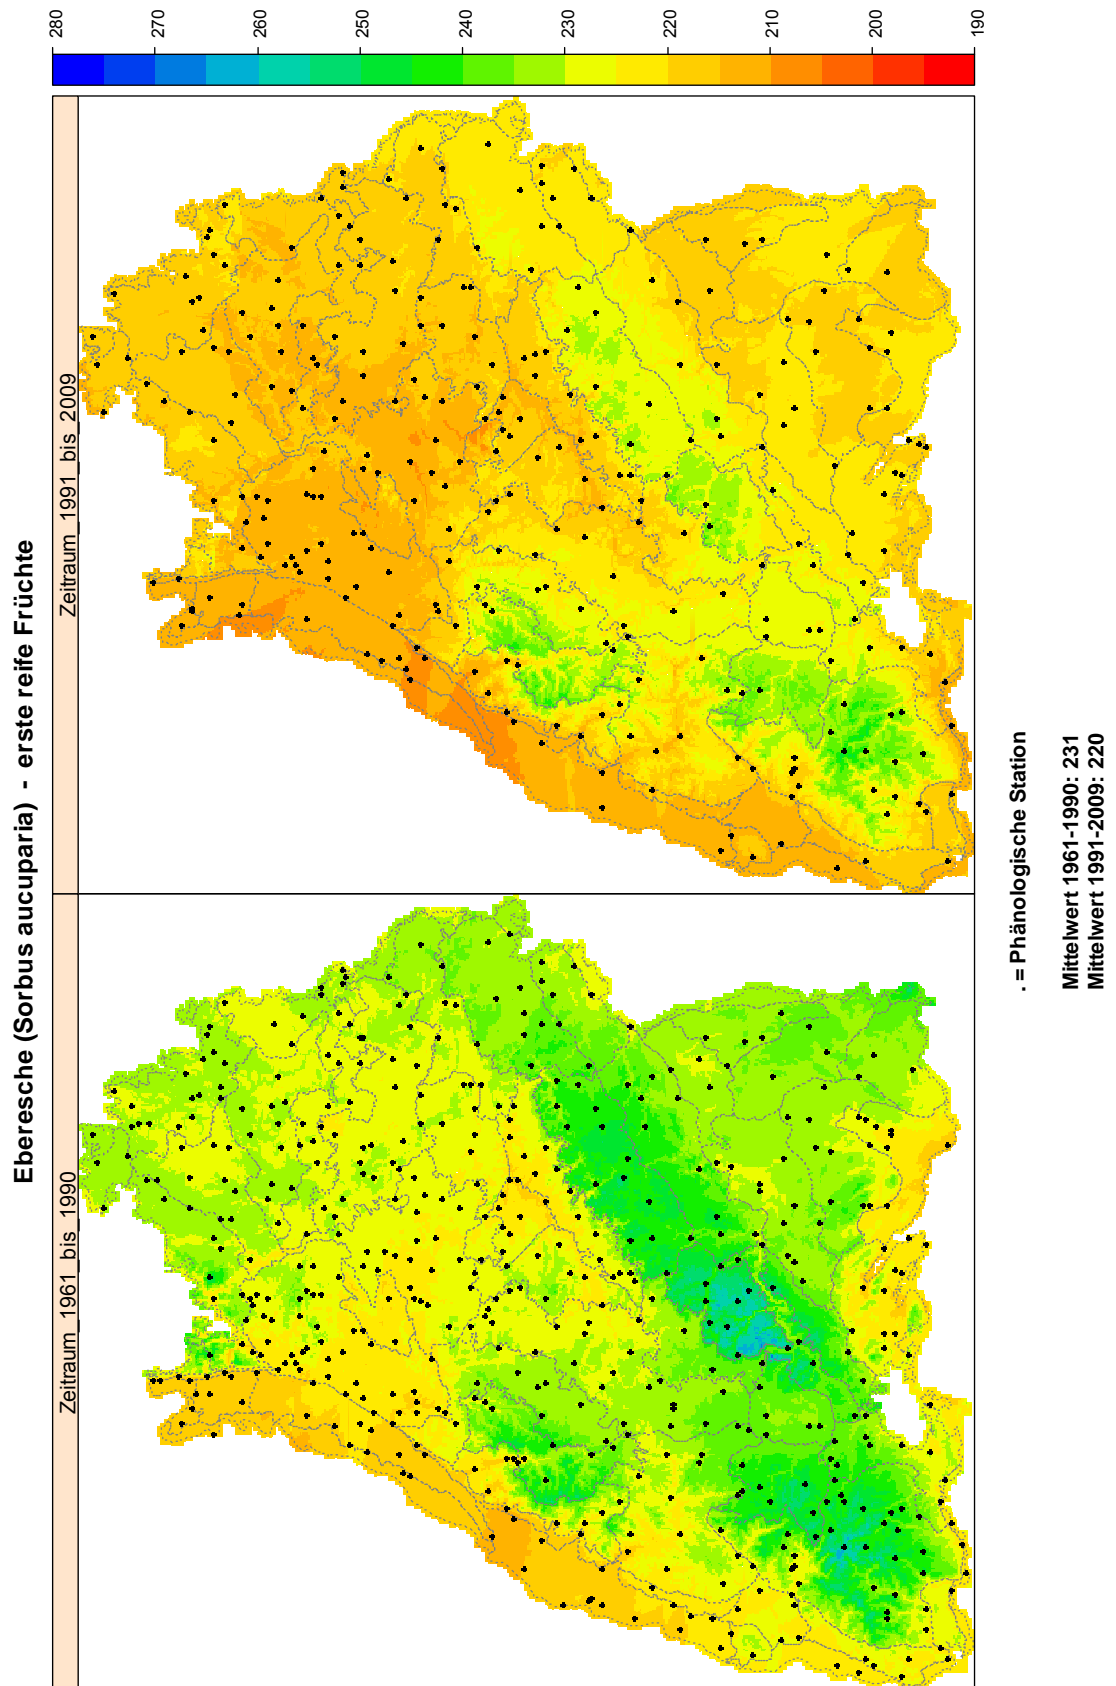 Eberesche (Sorbus aucuparia) - erste reife Früchte
Zeitraum_1961_bis_1990
Zeitraum_1991_bis_2009
280
270
260
250
240
230
220
210
200
190
. = Phänologische Station
Mittelwert 1961-1990: 231
Mittelwert 1991-2009: 220